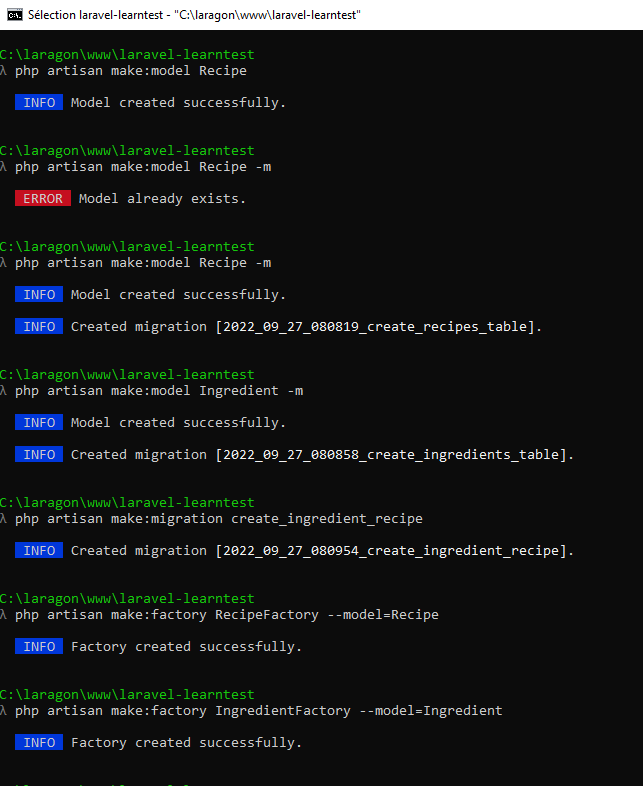 Sélection laravel-learntest - "C:\laragon\www\laravel-learntest"
C:\laragon\www\laravel-learntest
λ php artisan make:model Recipe
INFO Model created successfully.
C:\laragon\www\laravel-learntest
λ php artisan make:model Recipe -m
ERROR Model already exists.
C:\laragon\www\laravel-learntest
λ php artisan make:model Recipe -m
INFO Model created successfully.
INFO Created migration [2022_09_27_080819_create_recipes_table].
C:\laragon\www\laravel-learntest
λ php artisan make:model Ingredient -m
INFO Model created successfully.
INFO Created migration [2022_09_27_080858_create_ingredients_table].
C:\laragon\www\laravel-learntest
λ php artisan make:migration create_ingredient_recipe
INFO Created migration [2022_09_27_080954_create_ingredient_recipe].
C:\laragon\www\laravel-learntest
λ php artisan make:factory RecipeFactory --model=Recipe
INFO Factory created successfully.
C:\laragon\www\laravel-learntest
λ php artisan make:factory IngredientFactory --model=Ingredient
INFO Factory created successfully.